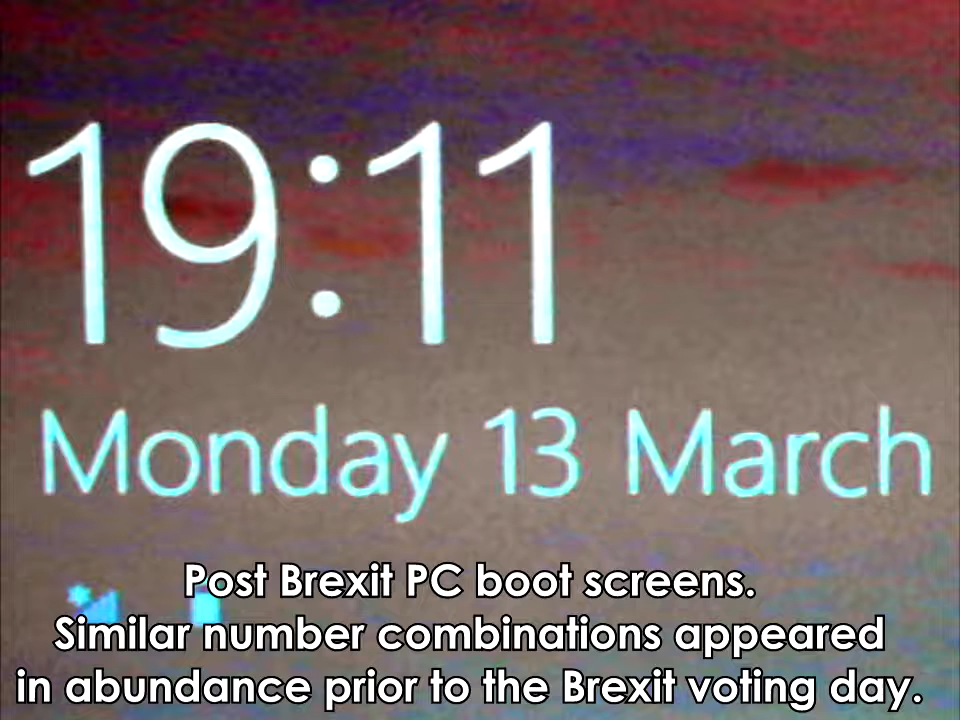 19:11
Monday 13 March
Post Brexit PC boot screens.
Similar number combinations appeared
in abundance prior to the Brexit voting day.